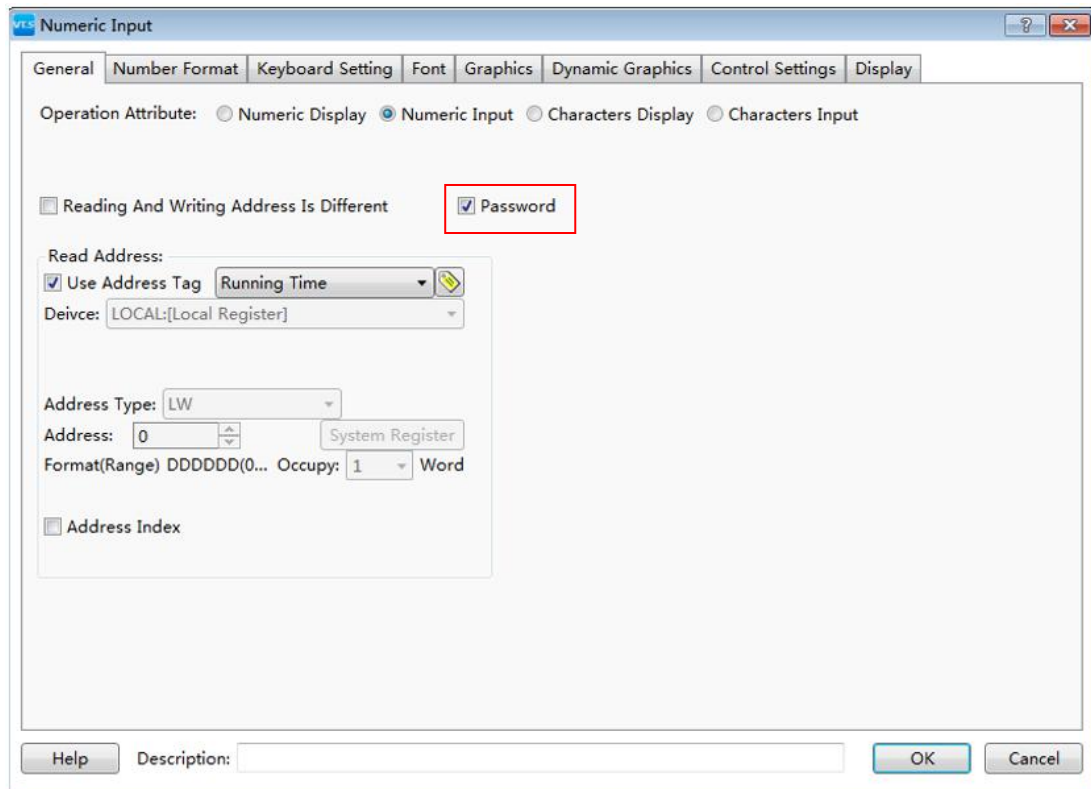 VT.S Numeric Input
General Number Format Keyboard Setting Font Graphics Dynamic Graphics Control Settings Display
Operation Attribute: Numeric Display Numeric Input Characters Display Characters Input
Reading And Writing Address Is Different Password
Read Address:
Use Address Tag Running Time
Deivce: LOCAL:[Local Register]
Address Type: LW
Address: 0 System Register
Format(Range) DDDDDD(0... Occupy: 1 Word
Address Index
Help Description: OK Cancel